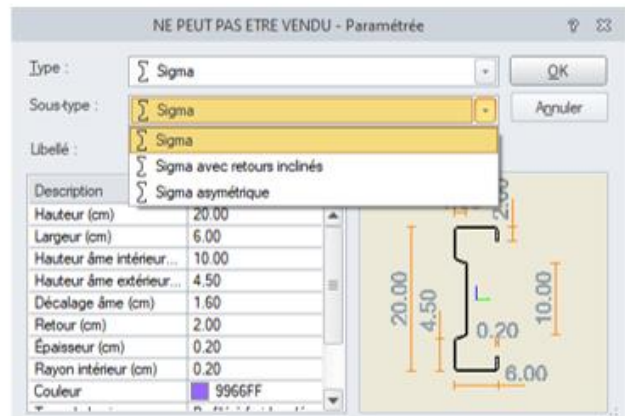 NE PEUT PAS ETRE VENDU - Paramétrée
Type : Sigma OK
Sous-type : Sigma Annuler
Sigma
Libellé :
Sigma avec retours inclinés
Sigma asymétrique
Description
Hauteur (cm) 20.00
Largeur (cm) 6.00
Hauteur âme intérieur... 10.00
Hauteur âme extérieur... 4.50
Décalage âme (cm) 1.60
Retour (cm) 2.00
Épaisseur (cm) 0.20
Rayon intérieur (cm) 0.20
Couleur 9966FF
2.00
20.00
4.50
10.00
0.20
6.00